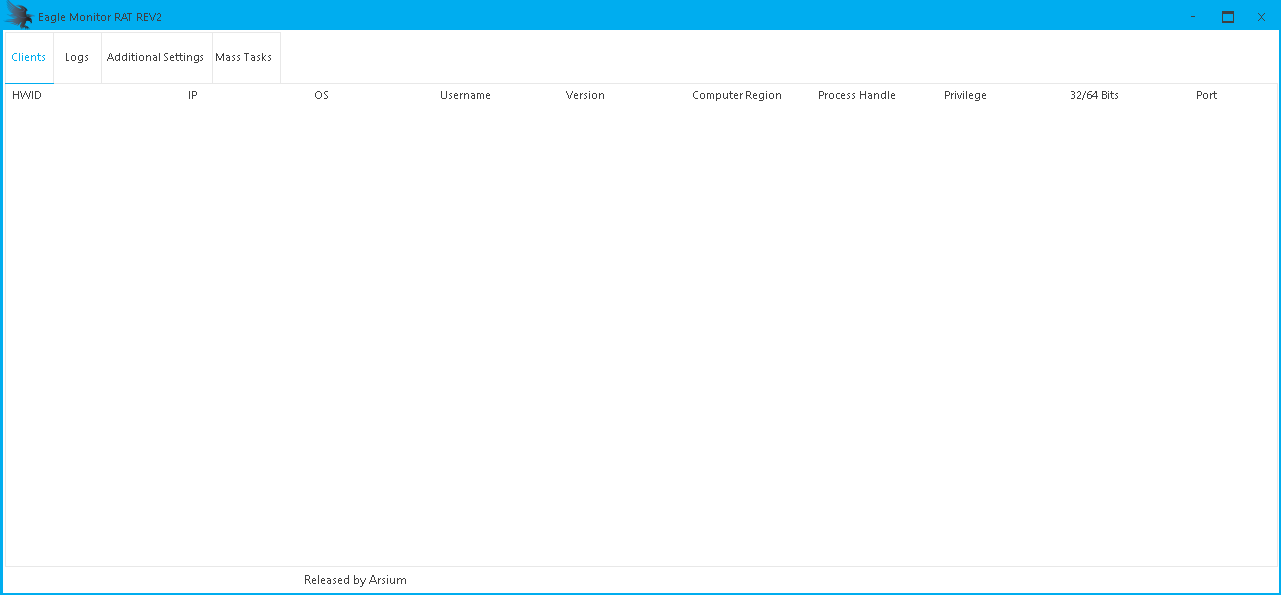 Eagle Monitor RAT REV2
Clients Logs Additional Settings Mass Tasks
HWID IP OS Username Version Computer Region Process Handle Privilege 32/64 Bits Port
Released by Arsium